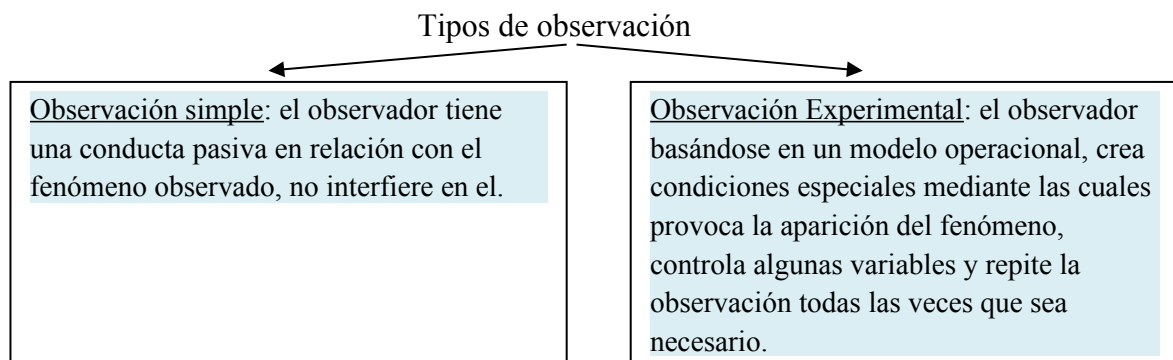 Tipos de observación
Observación simple: el observador tiene
una conducta pasiva en relación con el
fenómeno observado, no interfiere en el.
Observación Experimental: el observador
basándose en un modelo operacional, crea
condiciones especiales mediante las cuales
provoca la aparición del fenómeno,
controla algunas variables y repite la
observación todas las veces que sea
necesario.